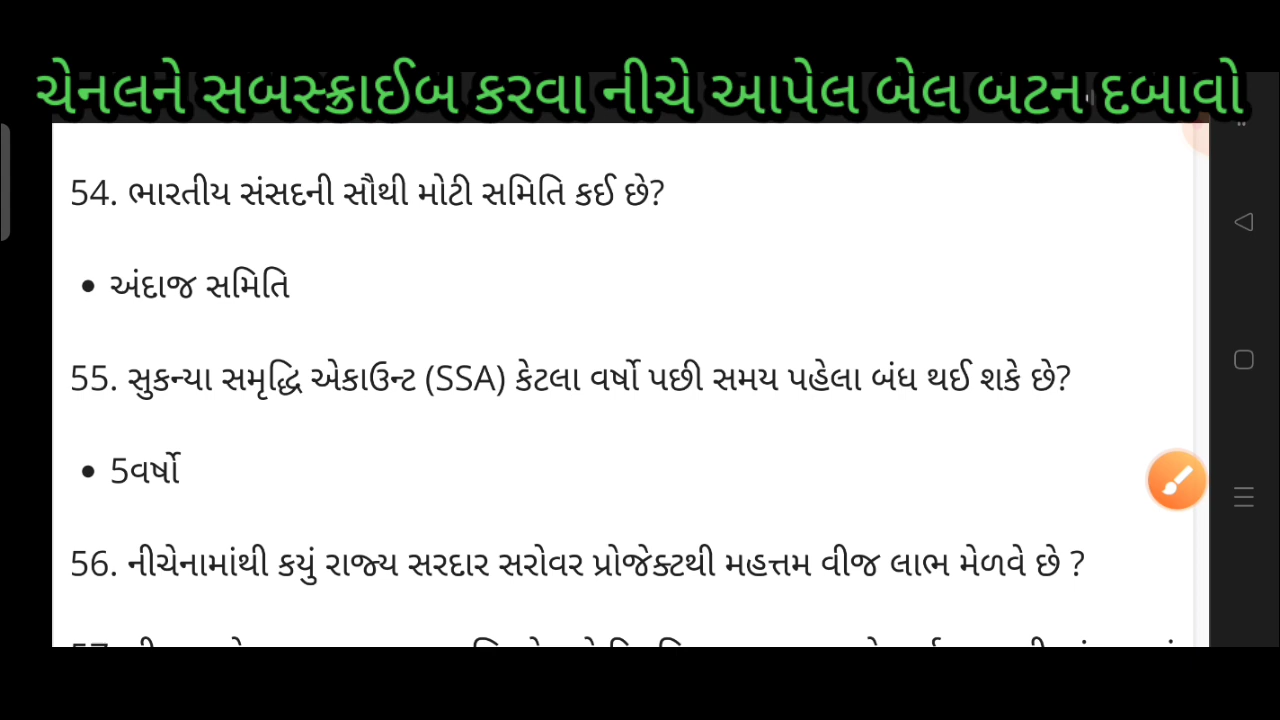 ચેનલને સબસ્ક્રાઈબ કરવા નીચે આપેલ બેલ બટન દબાવો
54. ભારતીય સંસદની સૌથી મોટી સમિતિ કઈ છે?
• અંદાજ સમિતિ
55. સુકન્યા સમૃદ્ધિ એકાઉન્ટ (SSA) કેટલા વર્ષો પછી સમય પહેલા બંધ થઈ શકે છે?
• 5વર્ષો
56. નીચેનામાંથી કયું રાજ્ય સરદાર સરોવર પ્રોજેક્ટથી મહત્તમ વીજ લાભ મેળવે છે ?